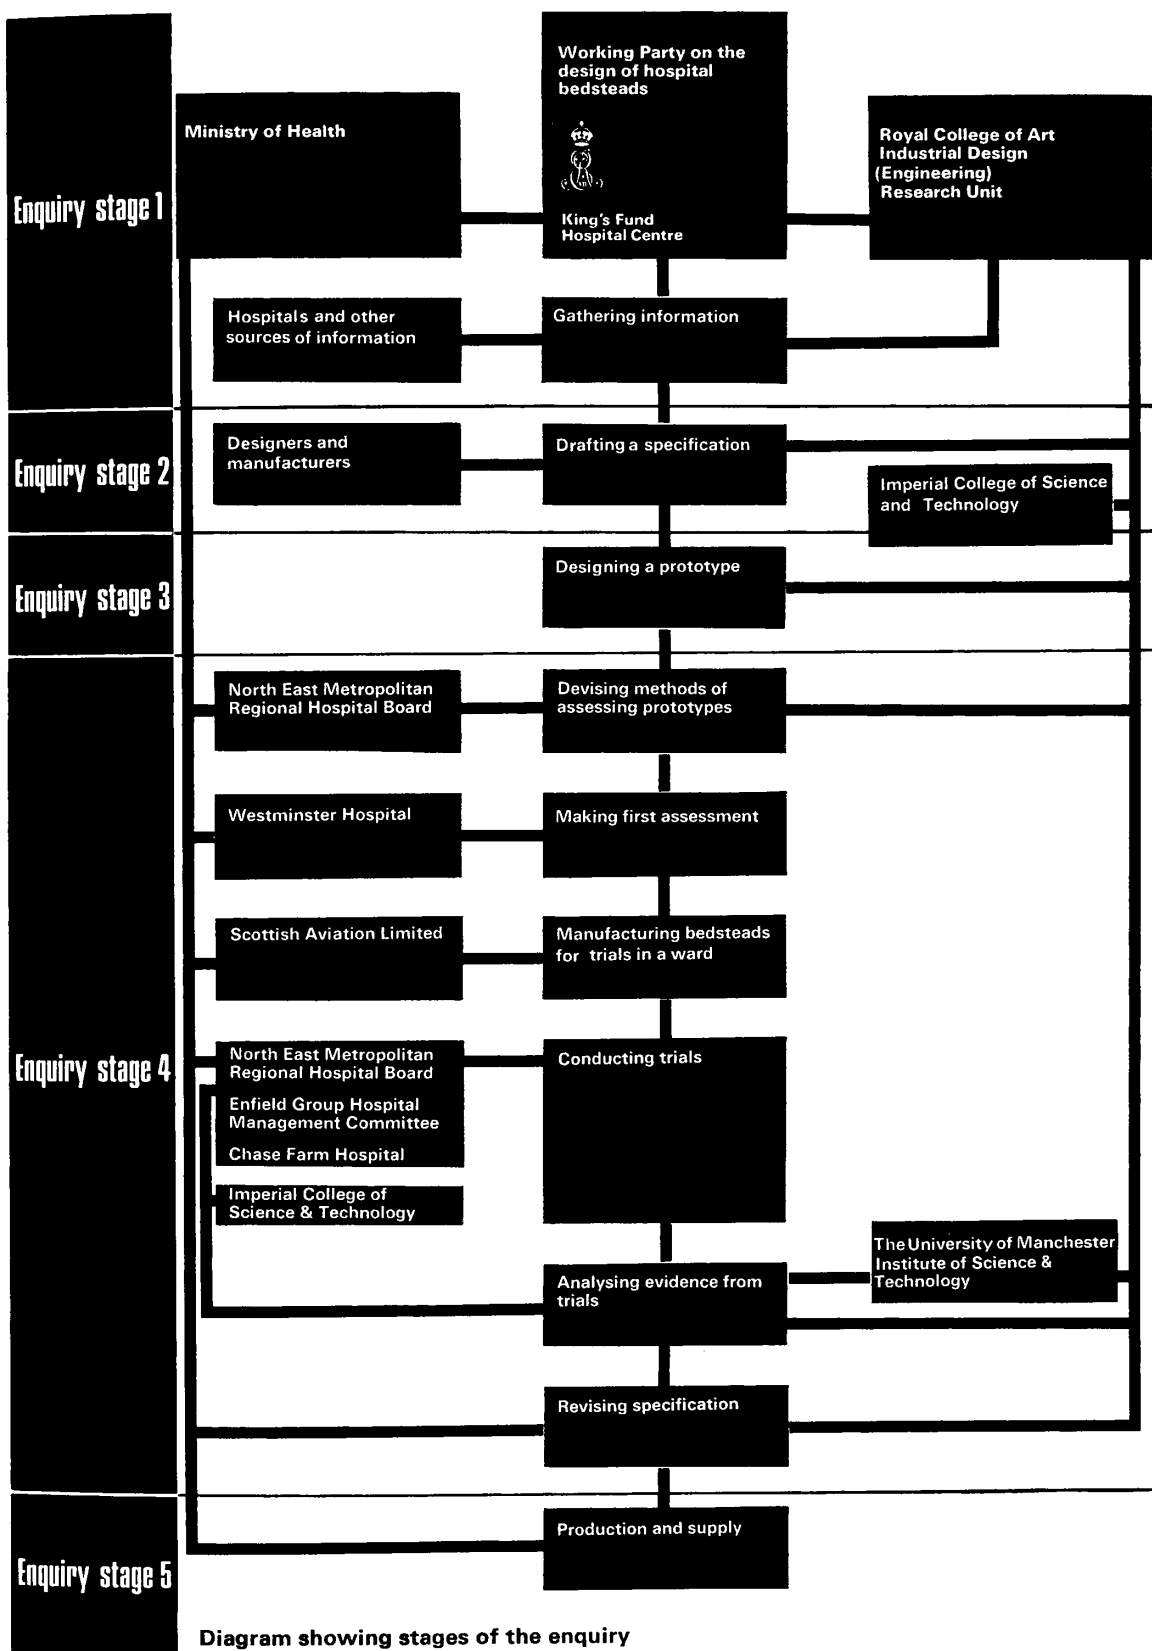 Enquiry stage 1
Ministry of Health
Working Party on the
design of hospital
bedsteads
King's Fund
Hospital Centre
Royal College of Art
Industrial Design
(Engineering)
Research Unit
Hospitals and other
sources of information
Gathering information
Enquiry stage 2
Designers and
manufacturers
Drafting a specification
Imperial College of Science
and Technology
Enquiry stage 3
Designing a prototype
Enquiry stage 4
North East Metropolitan
Regional Hospital Board
Devising methods of
assessing prototypes
Westminster Hospital
Making first assessment
Scottish Aviation Limited
Manufacturing bedsteads
for trials in a ward
North East Metropolitan
Regional Hospital Board
Enfield Group Hospital
Management Committee
Chase Farm Hospital
Conducting trials
Imperial College of
Science & Technology
Analysing evidence from
trials
The University of Manchester
Institute of Science &
Technology
Revising specification
Enquiry stage 5
Production and supply
Diagram showing stages of the enquiry